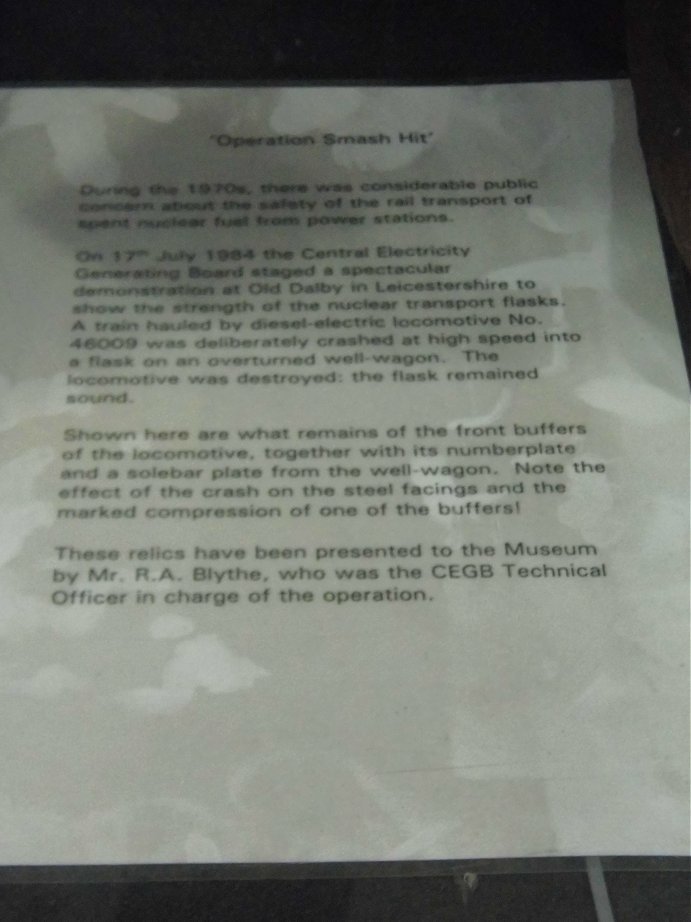 'Operation Smash Hit'
During the 1970s, there was considerable public
concern about the safety of the rail transport of
spent nuclear fuel from power stations.
On 17th July 1984 the Central Electricity
Generating Board staged a spectacular
demonstration at Old Dalby in Leicestershire to
show the strength of the nuclear transport flasks.
A train hauled by diesel-electric locomotive No.
46009 was deliberately crashed at high speed into
a flask on an overturned well-wagon. The
locomotive was destroyed: the flask remained
sound.
Shown here are what remains of the front buffers
of the locomotive, together with its numberplate
and a solebar plate from the well-wagon. Note the
effect of the crash on the steel facings and the
marked compression of one of the buffers!
These relics have been presented to the Museum
by Mr. R.A. Blythe, who was the CEGB Technical
Officer in charge of the operation.